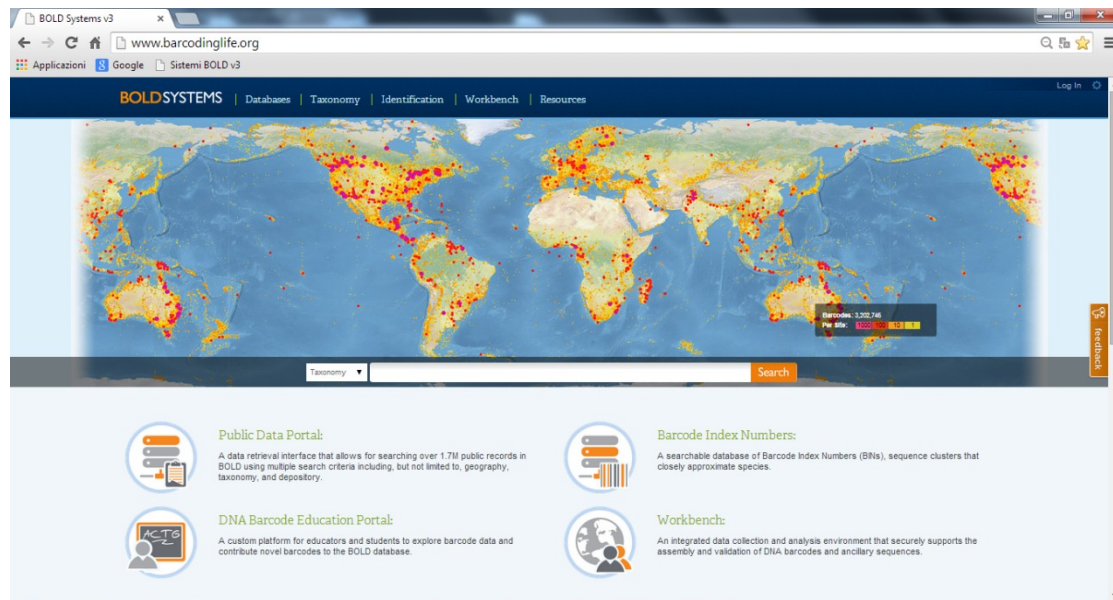 BOLD Systems v3
www.barcodinglife.org
Applicazioni Google Sistemi BOLD v3
Log In
BOLDSYSTEMS | Databases | Taxonomy | Identification | Workbench | Resources
Barcodes: 3,202,746
Per Site: 1000 100 10 1
feedback
Taxonomy Search
Public Data Portal:
A data retrieval interface that allows for searching over 1.7M public records in
BOLD using multiple search criteria including, but not limited to, geography,
taxonomy, and depository.
Barcode Index Numbers:
A searchable database of Barcode Index Numbers (BINs), sequence clusters that
closely approximate species.
ACTG
DNA Barcode Education Portal:
A custom platform for educators and students to explore barcode data and
contribute novel barcodes to the BOLD database.
Workbench:
An integrated data collection and analysis environment that securely supports the
assembly and validation of DNA barcodes and ancillary sequences.